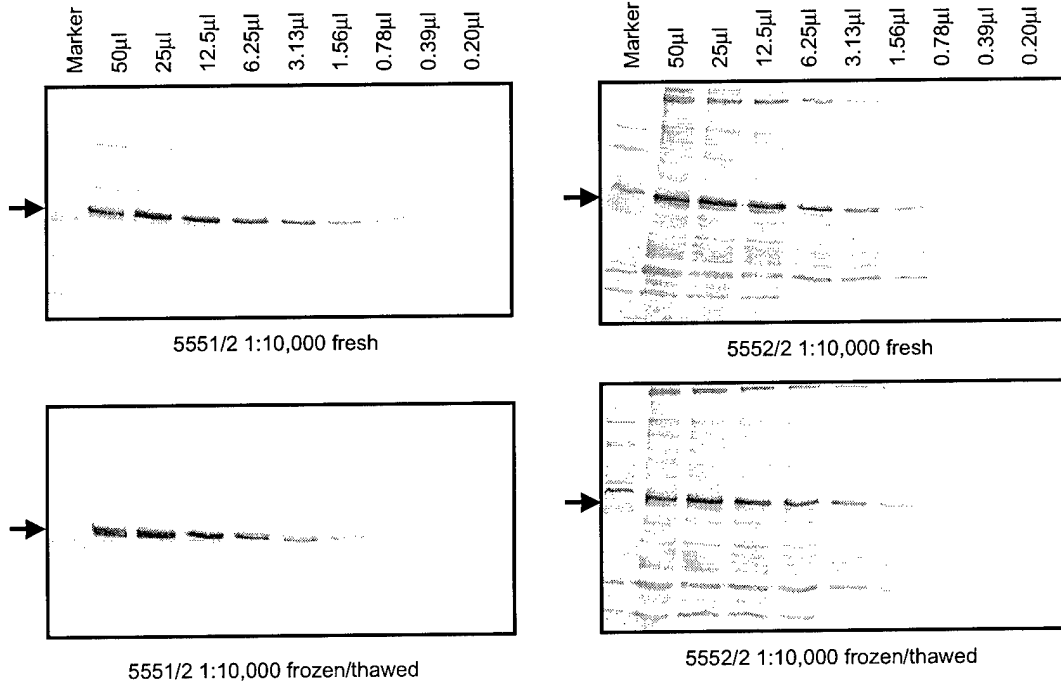 Marker 50µl 25µl 12.5µl 6.25µl 3.13µl 1.56µl 0.78µl 0.39µl 0.20µl
Marker 50µl 25µl 12.5µl 6.25µl 3.13µl 1.56µl 0.78µl 0.39µl 0.20µl
5551/2 1:10,000 fresh
5552/2 1:10,000 fresh
5551/2 1:10,000 frozen/thawed
5552/2 1:10,000 frozen/thawed